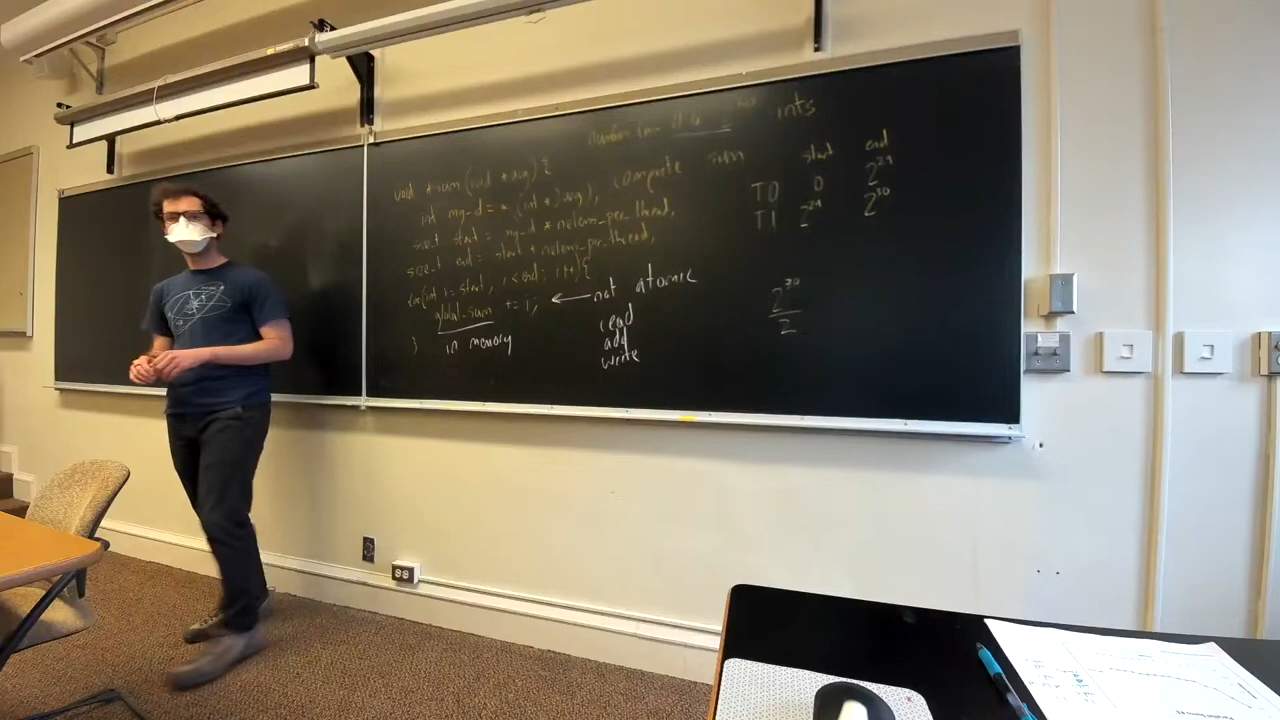 ints
compute sum
void * sum (void * arg) {
int my_id = * (int *) arg);
size_t start = my_id * nelems_per_thread;
size_t end = start + nelems_per_thread;
for(int i = start; i < end; i++) {
global_sum += i; ← not atomic
}
in memory
read
add
write
start end
T0 0 2^29
T1 2^29 2^30
2^30
2